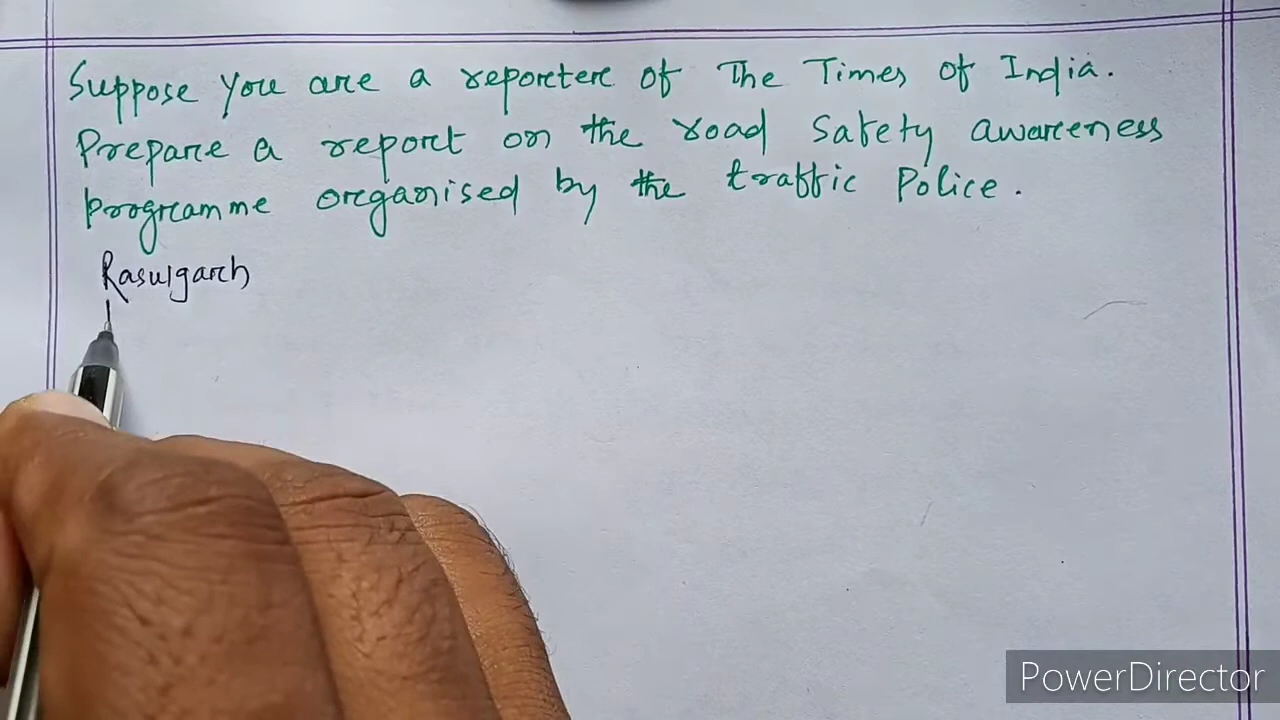 Suppose you are a reporter of The Times of India.
Prepare a report on the road safety awareness
programme organised by the traffic Police.
Rasulgarh
PowerDirector